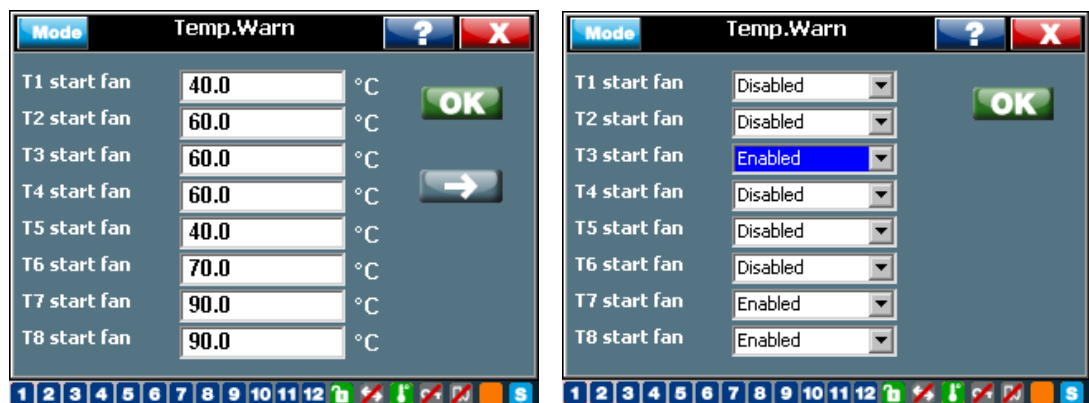 Mode Temp.Warn ? X
T1 start fan 40.0 °C OK
T2 start fan 60.0 °C
T3 start fan 60.0 °C
T4 start fan 60.0 °C
T5 start fan 40.0 °C
T6 start fan 70.0 °C
T7 start fan 90.0 °C
T8 start fan 90.0 °C
1 2 3 4 5 6 7 8 9 10 11 12 S
Mode Temp.Warn ? X
T1 start fan Disabled OK
T2 start fan Disabled
T3 start fan Enabled
T4 start fan Disabled
T5 start fan Disabled
T6 start fan Disabled
T7 start fan Enabled
T8 start fan Enabled
1 2 3 4 5 6 7 8 9 10 11 12 S